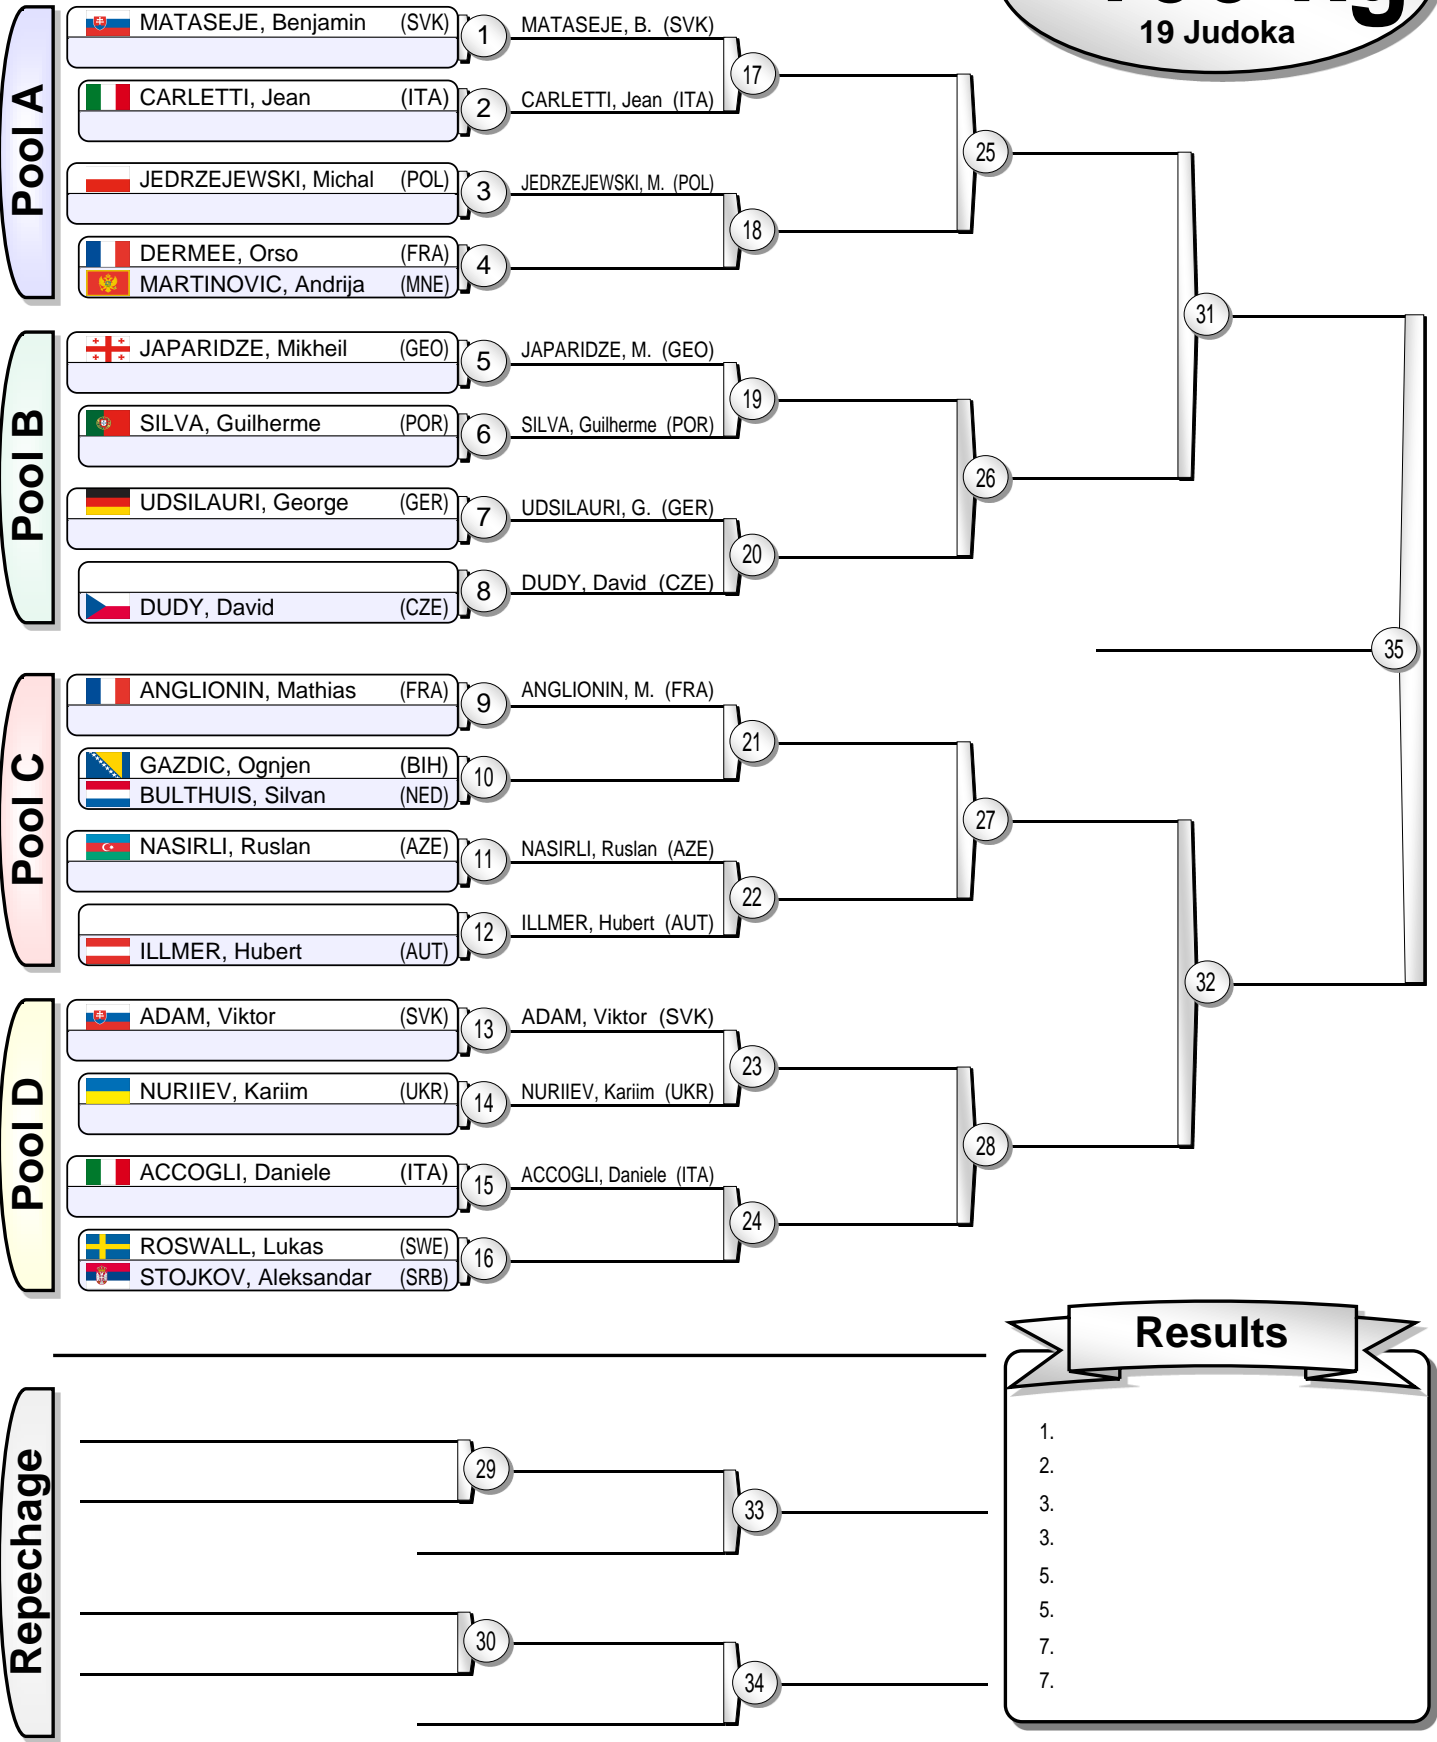 19 Judoka
Pool A
MATASEJE, Benjamin (SVK) 1 MATASEJE, B. (SVK)
17
CARLETTI, Jean (ITA) 2 CARLETTI, Jean (ITA)
25
JEDRZEJEWSKI, Michal (POL) 3 JEDRZEJEWSKI, M. (POL)
18
DERMEE, Orso (FRA) 4
MARTINOVIC, Andrija (MNE)
31
Pool B
JAPARIDZE, Mikheil (GEO) 5 JAPARIDZE, M. (GEO)
19
SILVA, Guilherme (POR) 6 SILVA, Guilherme (POR)
26
UDSILAURI, George (GER) 7 UDSILAURI, G. (GER)
20
8 DUDY, David (CZE)
DUDY, David (CZE)
35
Pool C
ANGLIONIN, Mathias (FRA) 9 ANGLIONIN, M. (FRA)
21
GAZDIC, Ognjen (BIH) 10
BULTHUIS, Silvan (NED)
27
NASIRLI, Ruslan (AZE) 11 NASIRLI, Ruslan (AZE)
22
12 ILLMER, Hubert (AUT)
ILLMER, Hubert (AUT)
32
Pool D
ADAM, Viktor (SVK) 13 ADAM, Viktor (SVK)
23
NURIIEV, Kariim (UKR) 14 NURIIEV, Kariim (UKR)
28
ACCOGLI, Daniele (ITA) 15 ACCOGLI, Daniele (ITA)
24
ROSWALL, Lukas (SWE) 16
STOJKOV, Aleksandar (SRB)
Repechage
29
33
30
34
Results
1.
2.
3.
3.
5.
5.
7.
7.